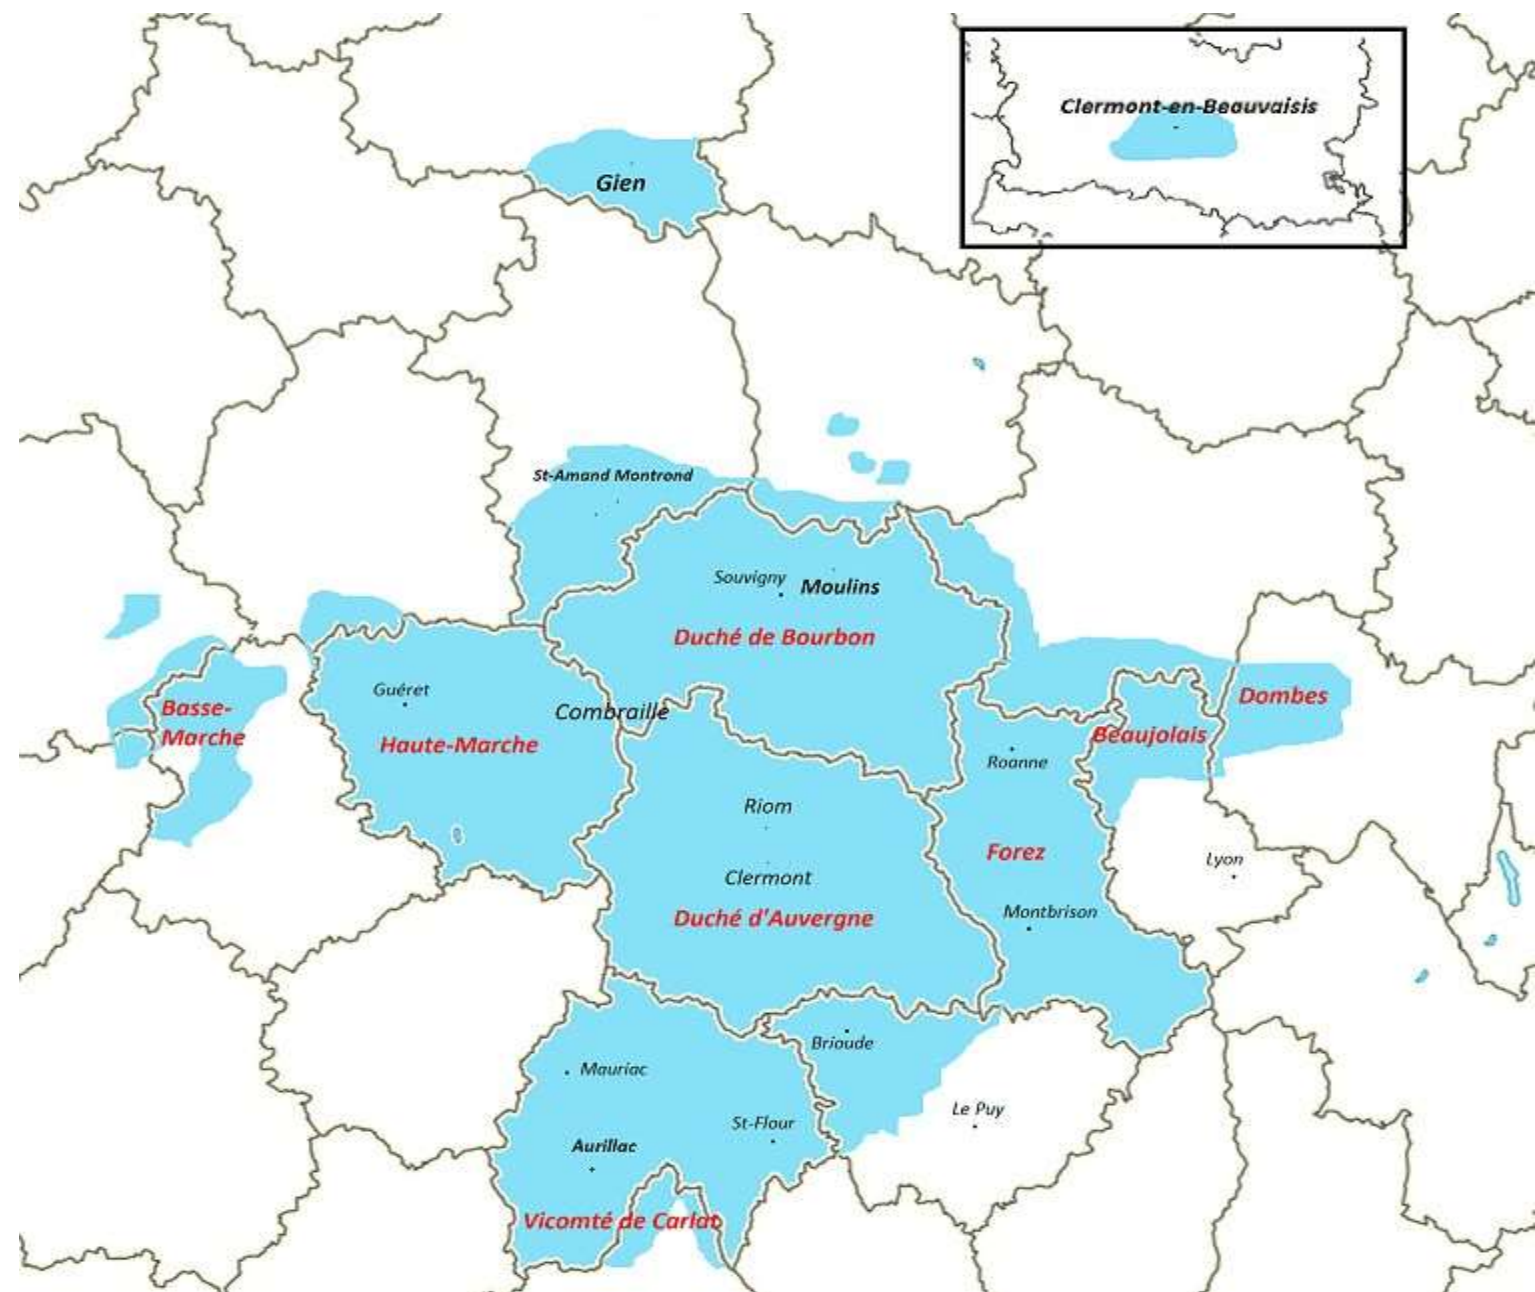 Clermont-en-Beauvaisis
Gien
St-Amand Montrond
Souvigny
Moulins
Duché de Bourbon
Guéret
Basse-
Marche
Combraille
Haute-Marche
Dombes
Beaujolais
Roanne
Riom
Forez
Lyon
Clermont
Duché d'Auvergne
Montbrison
Brioude
Mauriac
Le Puy
St-Flour
Aurillac
Vicomté de Carlat